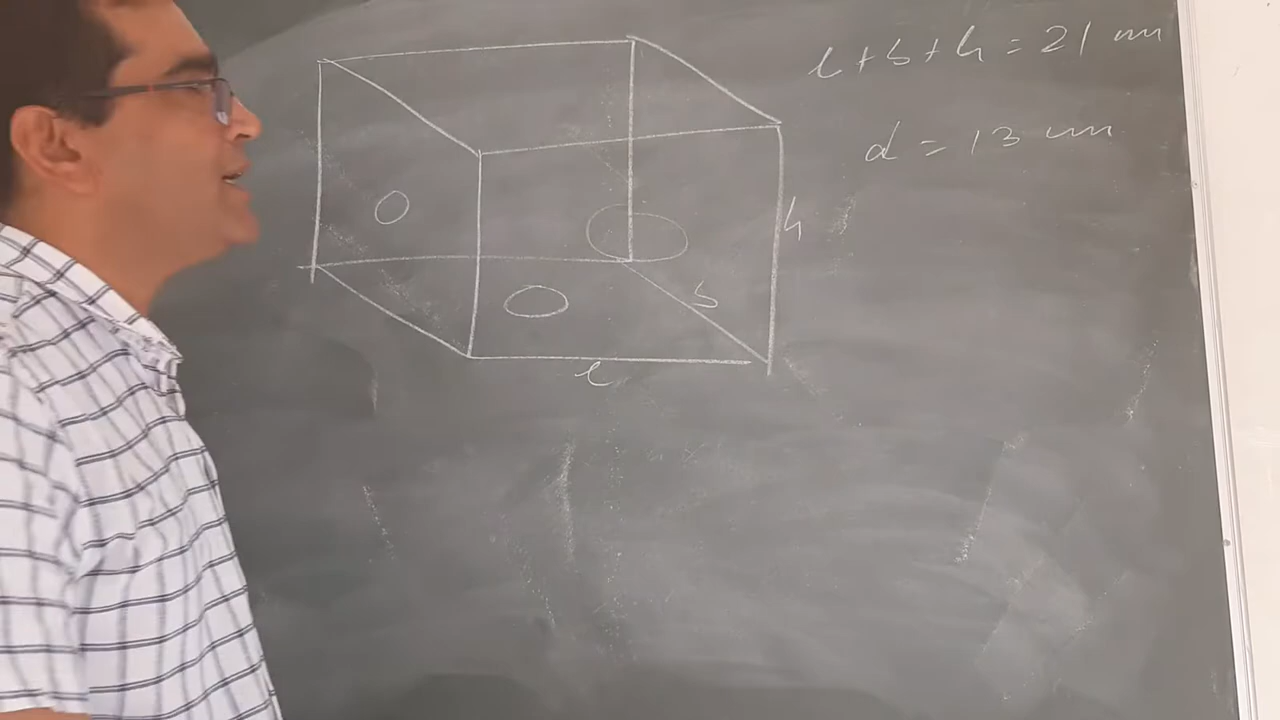 l + b + h = 21 cm
d = 13 cm
h
b
l